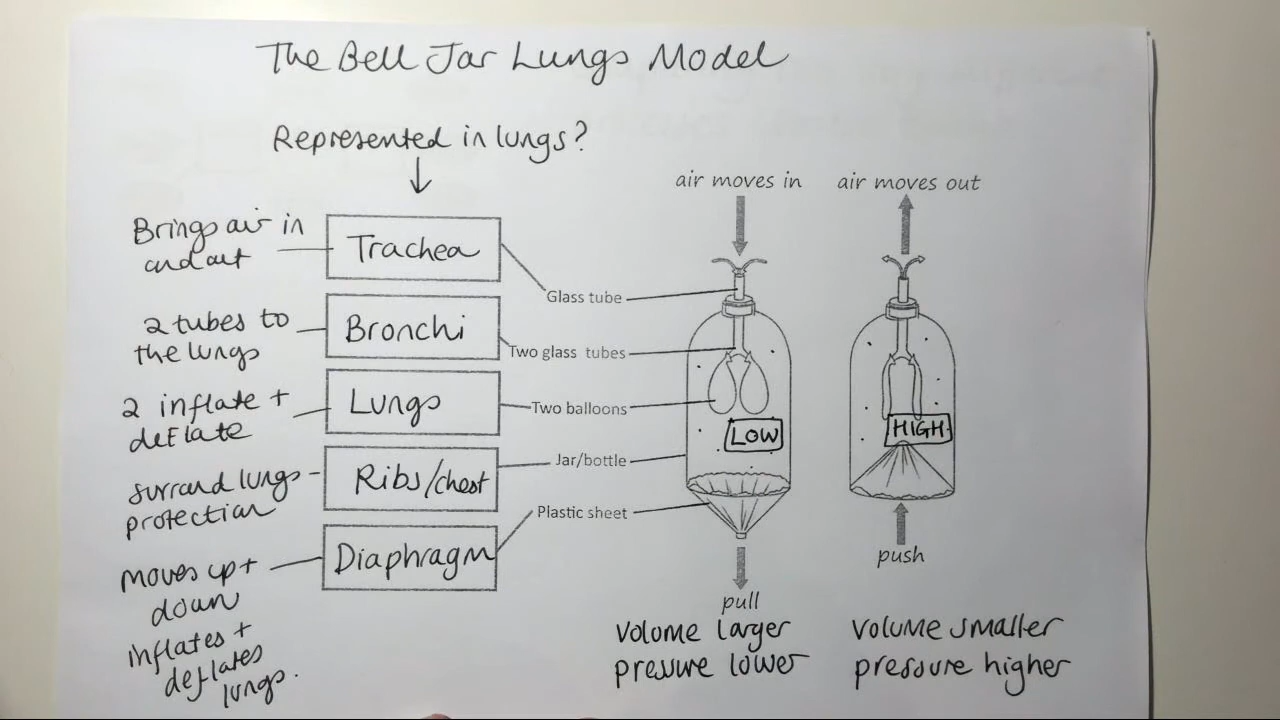 The Bell Jar Lungs Model
Represented in lungs?
air moves in
air moves out
Brings air in
and out
Trachea
Glass tube
2 tubes to
the lungs
Bronchi
Two glass tubes
2 inflate +
deflate
Lungs
Two balloons
LOW
HIGH
surround lungs
protection
Ribs/chest
Jar/bottle
Plastic sheet
Moves up +
down
inflates +
deflates
lungs.
Diaphragm
push
pull
Volome larger
pressure lower
volume smaller
pressure higher